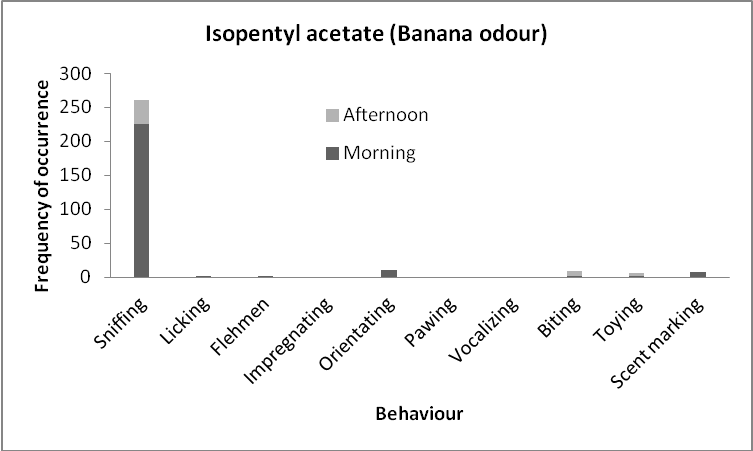 Isopentyl acetate (Banana odour)
Frequency of occurrence
300
250
200
150
100
50
0
Afternoon
Morning
Sniffing
Licking
Flehmen
Impregnating
Orientating
Pawing
Vocalizing
Biting
Toying
Scent marking
Behaviour